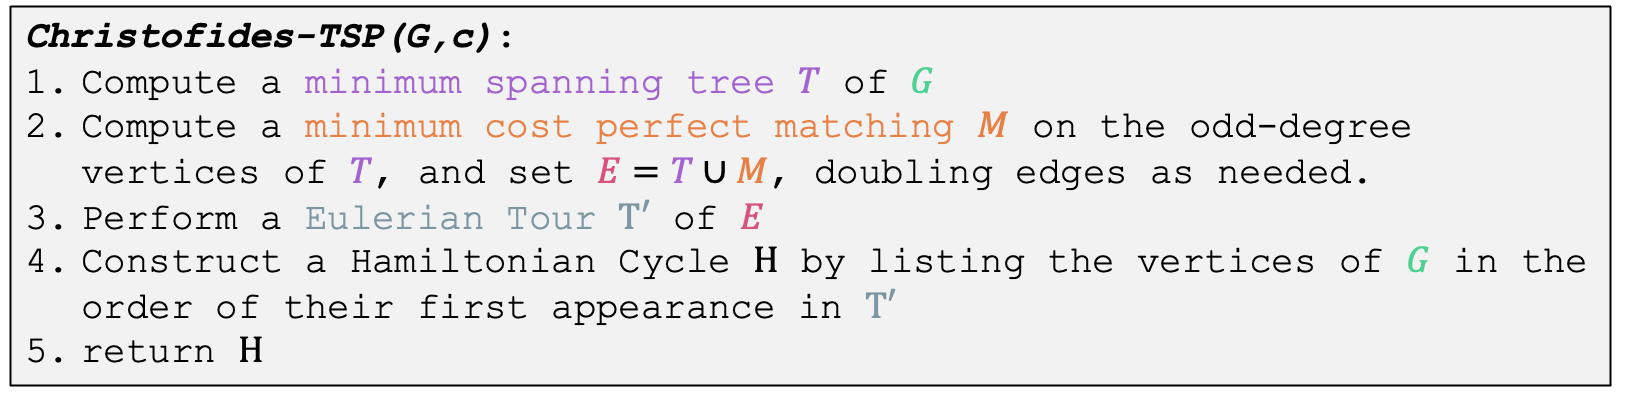 Christofides-TSP(G,c):
1. Compute a minimum spanning tree T of G
2. Compute a minimum cost perfect matching M on the odd-degree
vertices of T, and set E = T ∪ M, doubling edges as needed.
3. Perform a Eulerian Tour T′ of E
4. Construct a Hamiltonian Cycle H by listing the vertices of G in the
order of their first appearance in T′
5. return H